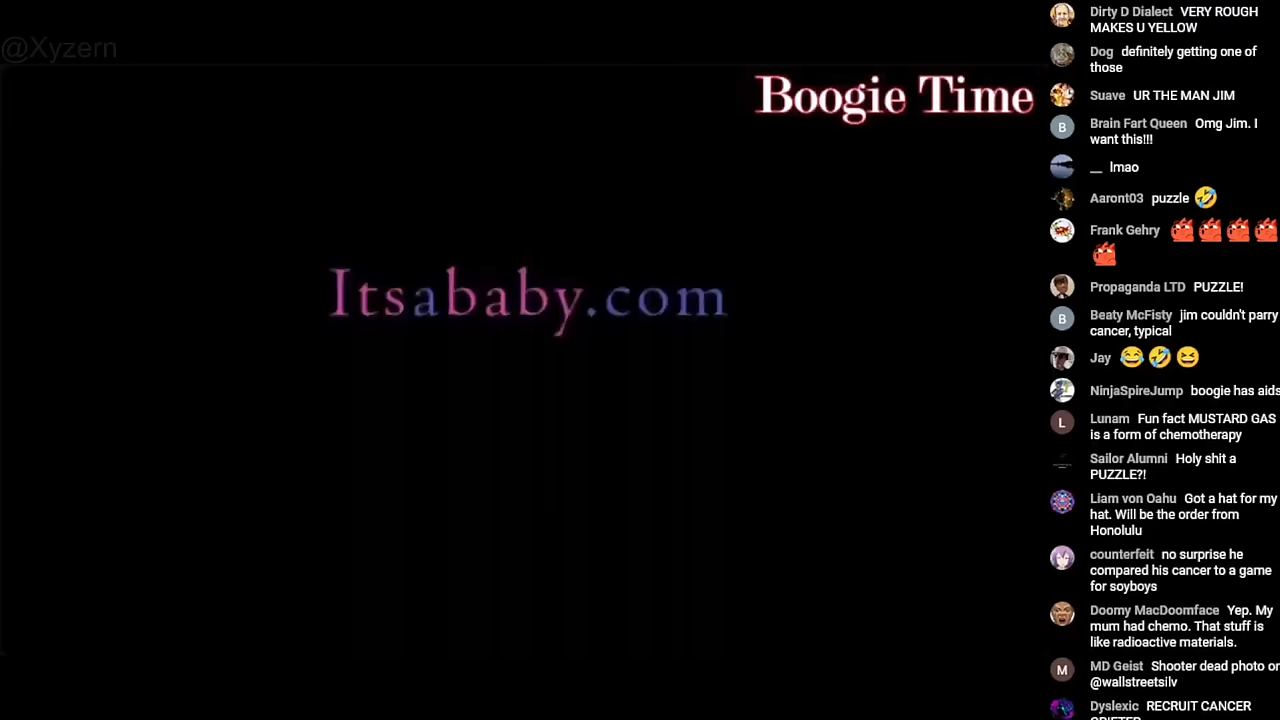 @Xyzern
Boogie Time
Itsababy.com
Dirty D Dialect VERY ROUGH
MAKES U YELLOW
Dog definitely getting one of
those
Suave UR THE MAN JIM
Brain Fart Queen Omg Jim. I
want this!!!
__ lmao
Aaront03 puzzle 🤣
Frank Gehry
Propaganda LTD PUZZLE!
B Beaty McFisty jim couldn't parry
cancer, typical
Jay 😂🤣😆
NinjaSpireJump boogie has aids
L Lunam Fun fact MUSTARD GAS
is a form of chemotherapy
Sailor Alumni Holy shit a
PUZZLE?!
Liam von Oahu Got a hat for my
hat. Will be the order from
Honolulu
counterfeit no surprise he
compared his cancer to a game
for soyboys
Doomy MacDoomface Yep. My
mum had chemo. That stuff is
like radioactive materials.
M MD Geist Shooter dead photo on
@wallstreetsilv
Dyslexic RECRUIT CANCER